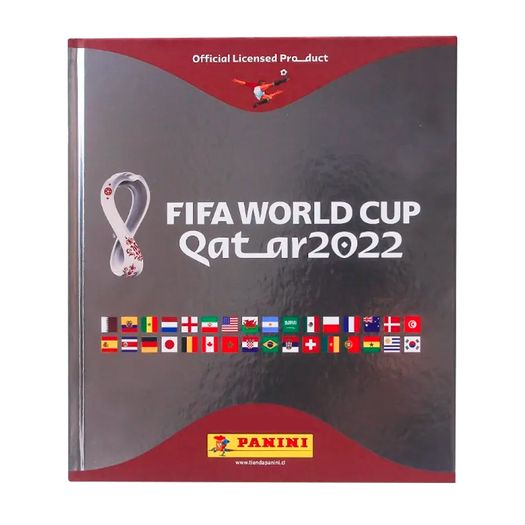 Official Licensed Product
FIFA WORLD CUP
Qatar2022
PANINI
www.tiendapanini.cl